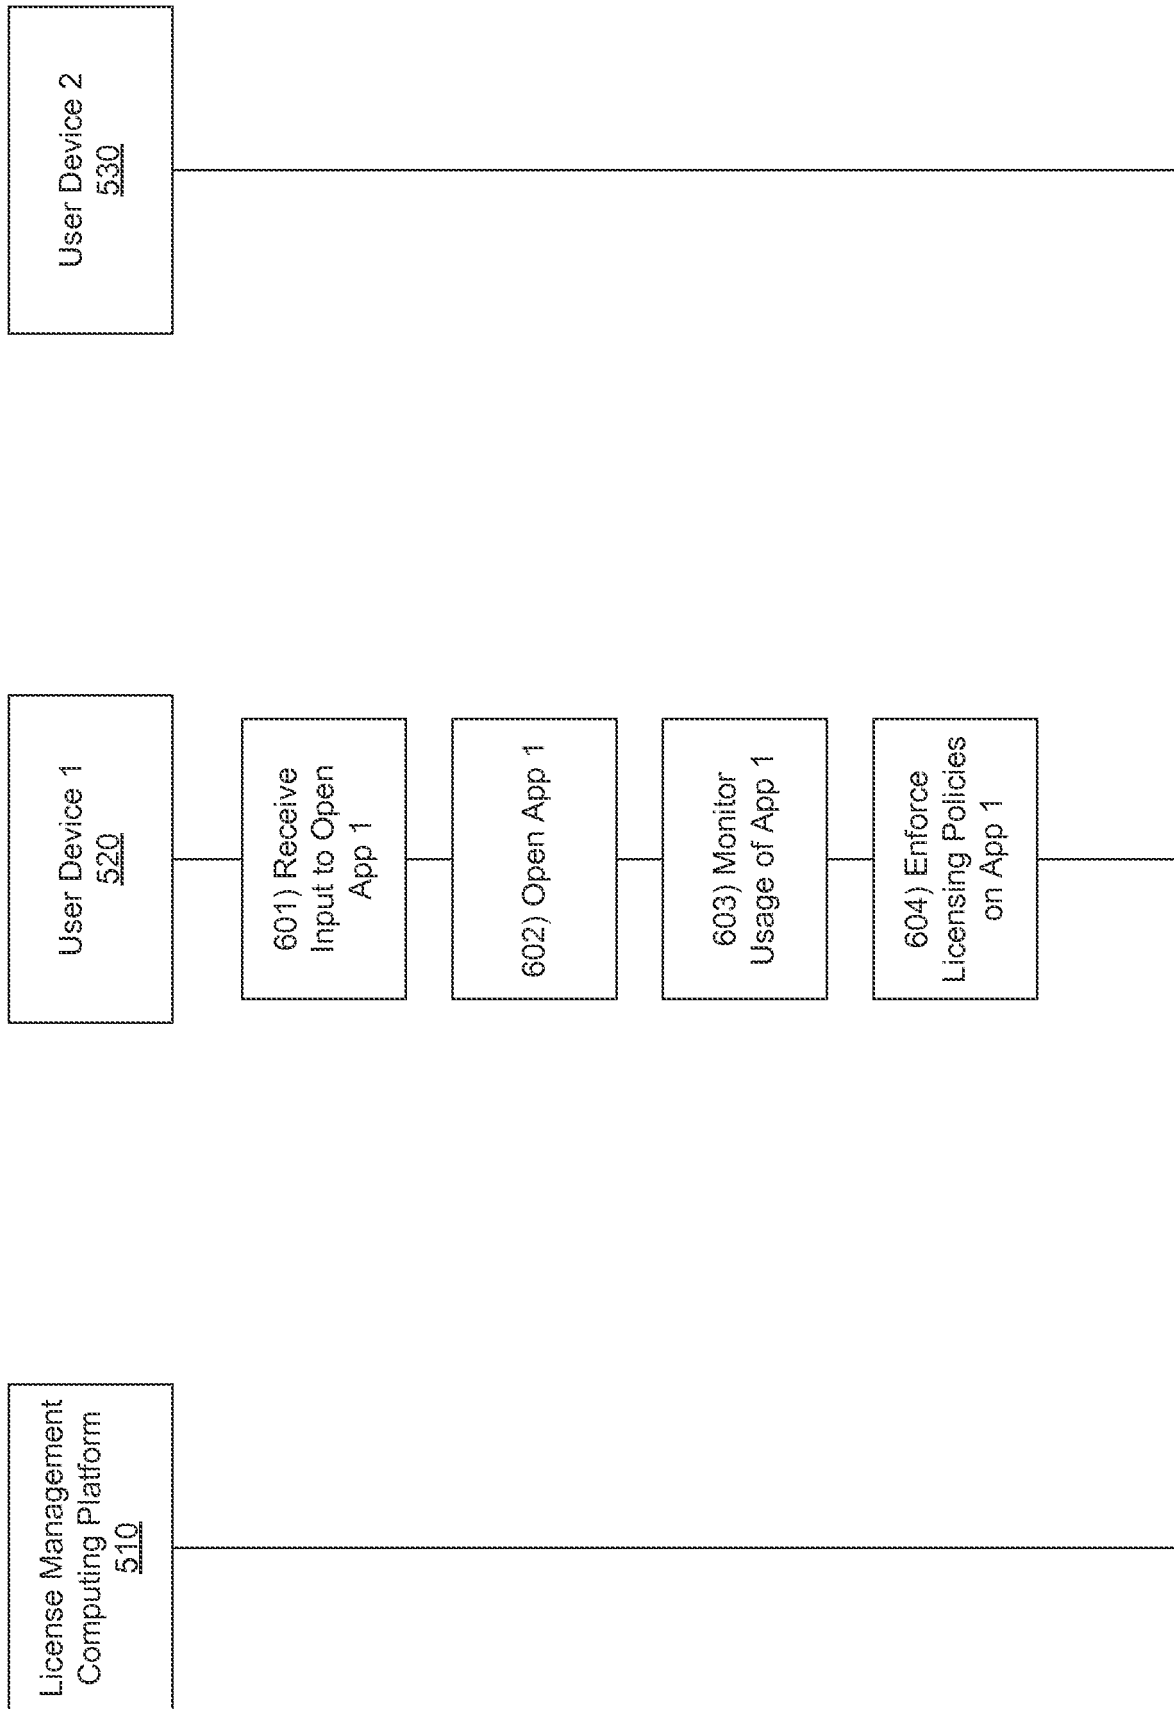 License Management
Computing Platform
510
User Device 1
520
User Device 2
530
601) Receive
Input to Open
App 1
602) Open App 1
603) Monitor
Usage of App 1
604) Enforce
Licensing Policies
on App 1